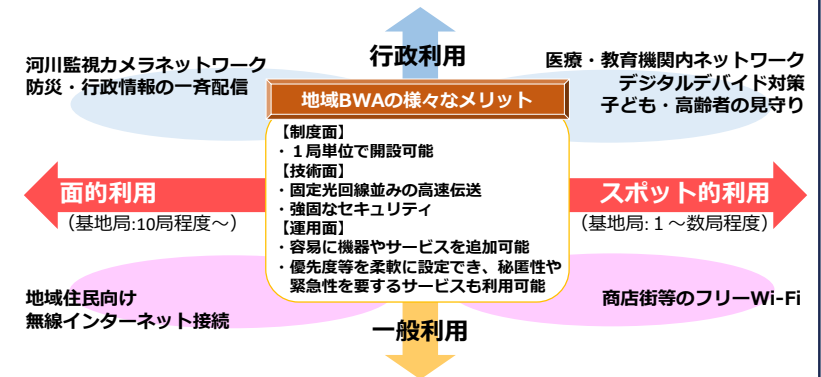 行政利用
河川監視カメラネットワーク
防災・行政情報の一斉配信
医療・教育機関内ネットワーク
デジタルデバイド対策
子ども・高齢者の見守り
地域BWAの様々なメリット
【制度面】
・１局単位で開設可能
【技術面】
・固定光回線並みの高速伝送
・強固なセキュリティ
【運用面】
・容易に機器やサービスを追加可能
・優先度等を柔軟に設定でき、秘匿性や
緊急性を要するサービスも利用可能
面的利用
（基地局:10局程度～）
スポット的利用
（基地局:１～数局程度）
地域住民向け
無線インターネット接続
商店街等のフリーWi-Fi
一般利用